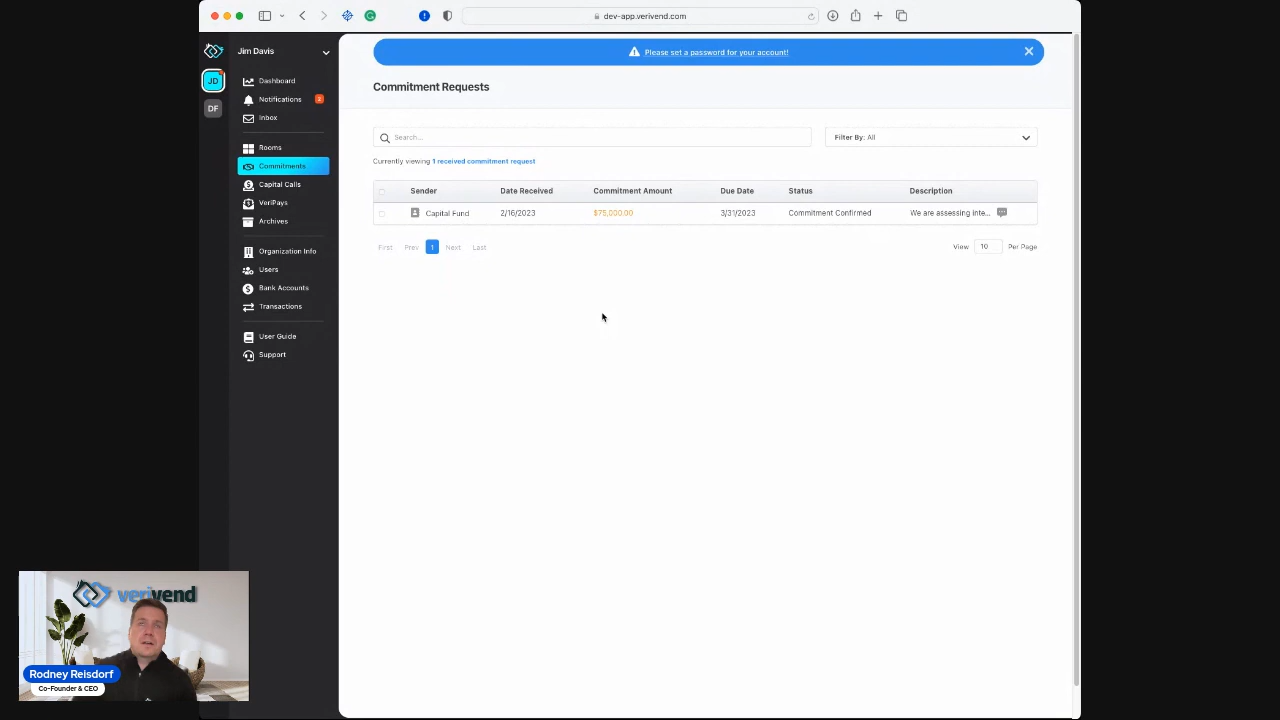 dev-app.verivend.com
Jim Davis
JD
DF
Dashboard
Notifications 2
Inbox
Rooms
Commitments
Capital Calls
VeriPays
Archives
Organization Info
Users
Bank Accounts
Transactions
User Guide
Support
Please set a password for your account!
Commitment Requests
Search...
Filter By: All
Currently viewing 1 received commitment request
Sender Date Received Commitment Amount Due Date Status Description
Capital Fund 2/16/2023 $75,000.00 3/31/2023 Commitment Confirmed We are assessing inte...
First Prev 1 Next Last
View 10 Per Page
verivend
Rodney Reisdorf
Co-Founder & CEO